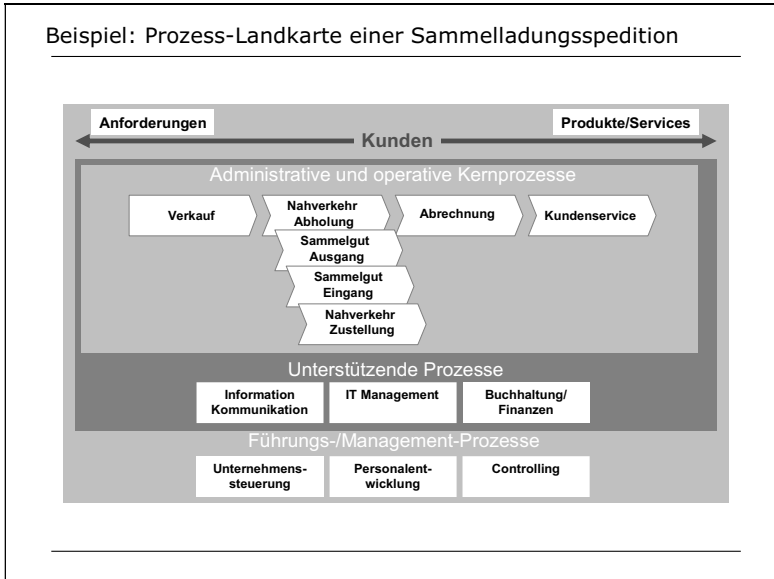 Beispiel: Prozess-Landkarte einer Sammelladungsspedition
Anforderungen
Produkte/Services
Kunden
Administrative und operative Kernprozesse
Verkauf
Nahverkehr
Abholung
Abrechnung
Kundenservice
Sammelgut
Ausgang
Sammelgut
Eingang
Nahverkehr
Zustellung
Unterstützende Prozesse
Information
Kommunikation
IT Management
Buchhaltung/
Finanzen
Führungs-/Management-Prozesse
Unternehmens-
steuerung
Personalent-
wicklung
Controlling